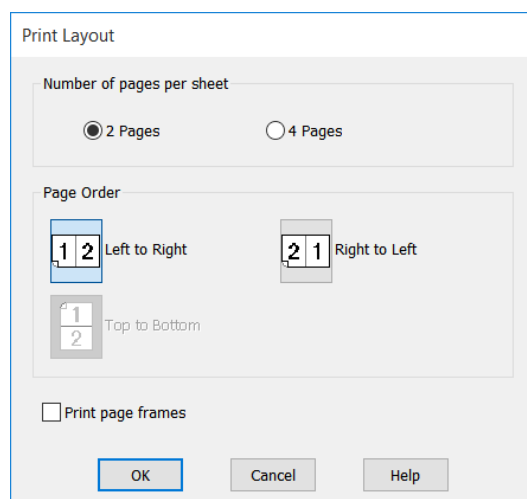 Print Layout
Number of pages per sheet
2 Pages 4 Pages
Page Order
1 2 Left to Right 2 1 Right to Left
1
2 Top to Bottom
Print page frames
OK Cancel Help